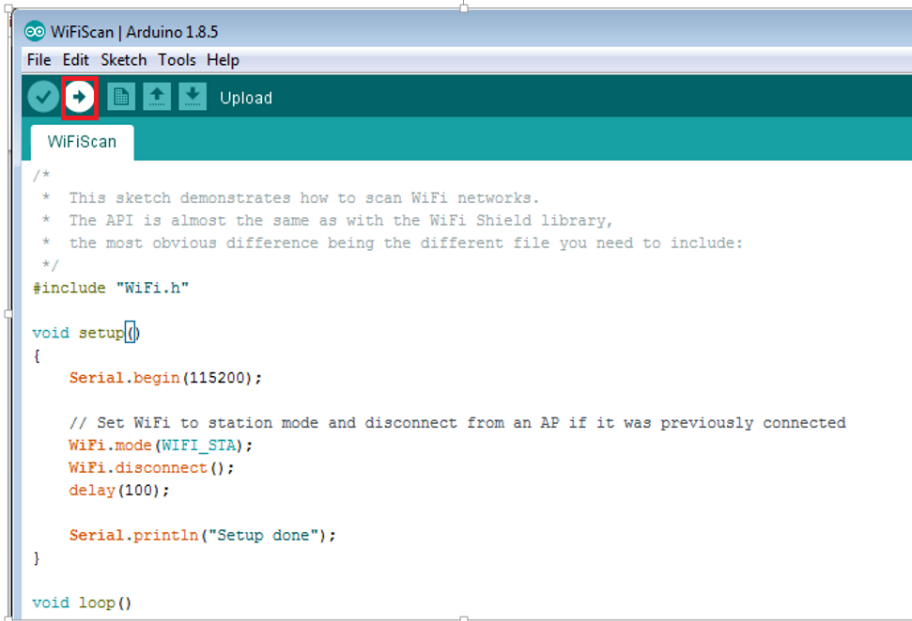 WiFiScan | Arduino 1.8.5
File Edit Sketch Tools Help
Upload
WiFiScan
/*
 *  This sketch demonstrates how to scan WiFi networks.
 *  The API is almost the same as with the WiFi Shield library,
 *  the most obvious difference being the different file you need to include:
 */
#include "WiFi.h"
void setup()
{
    Serial.begin(115200);
    // Set WiFi to station mode and disconnect from an AP if it was previously connected
    WiFi.mode(WIFI_STA);
    WiFi.disconnect();
    delay(100);
    Serial.println("Setup done");
}
void loop()